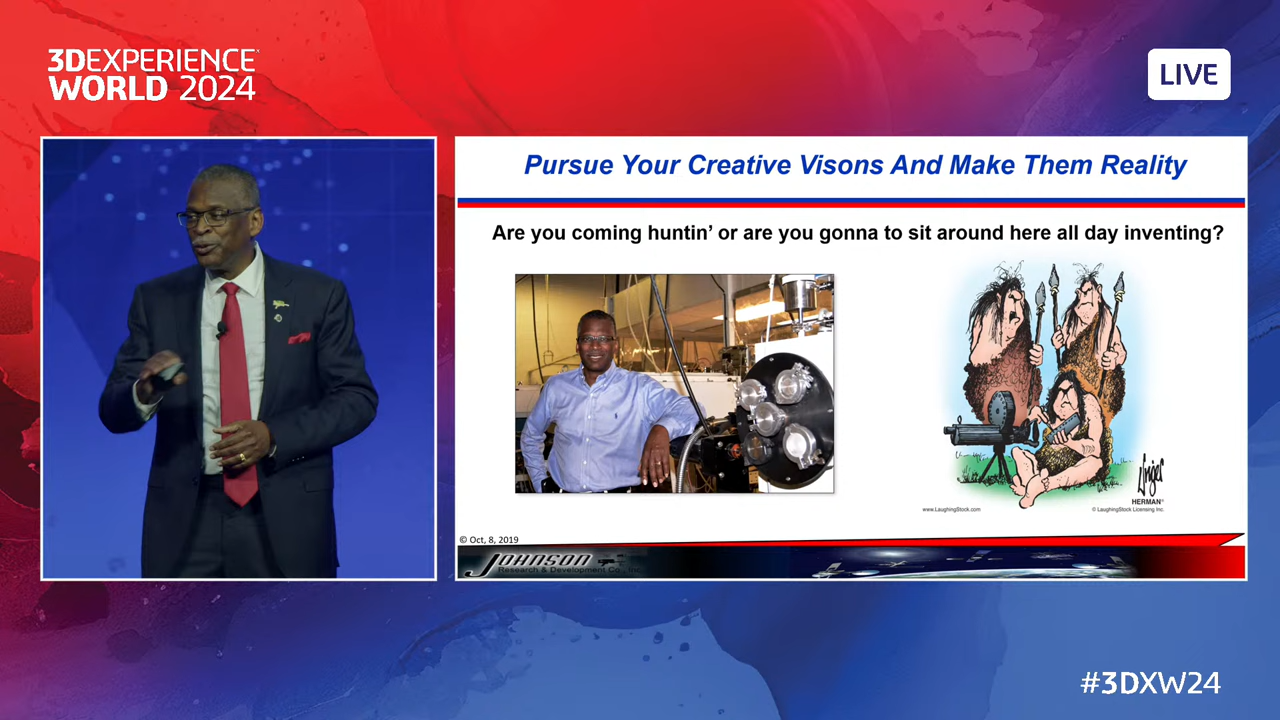 3DEXPERIENCE
WORLD 2024
LIVE
Pursue Your Creative Visons And Make Them Reality
Are you coming huntin' or are you gonna to sit around here all day inventing?
HERMAN®
www.LaughingStock.com
© LaughingStock Licensing Inc.
© Oct, 8, 2019
JOHNSON
Research & Development Co., Inc.
#3DXW24